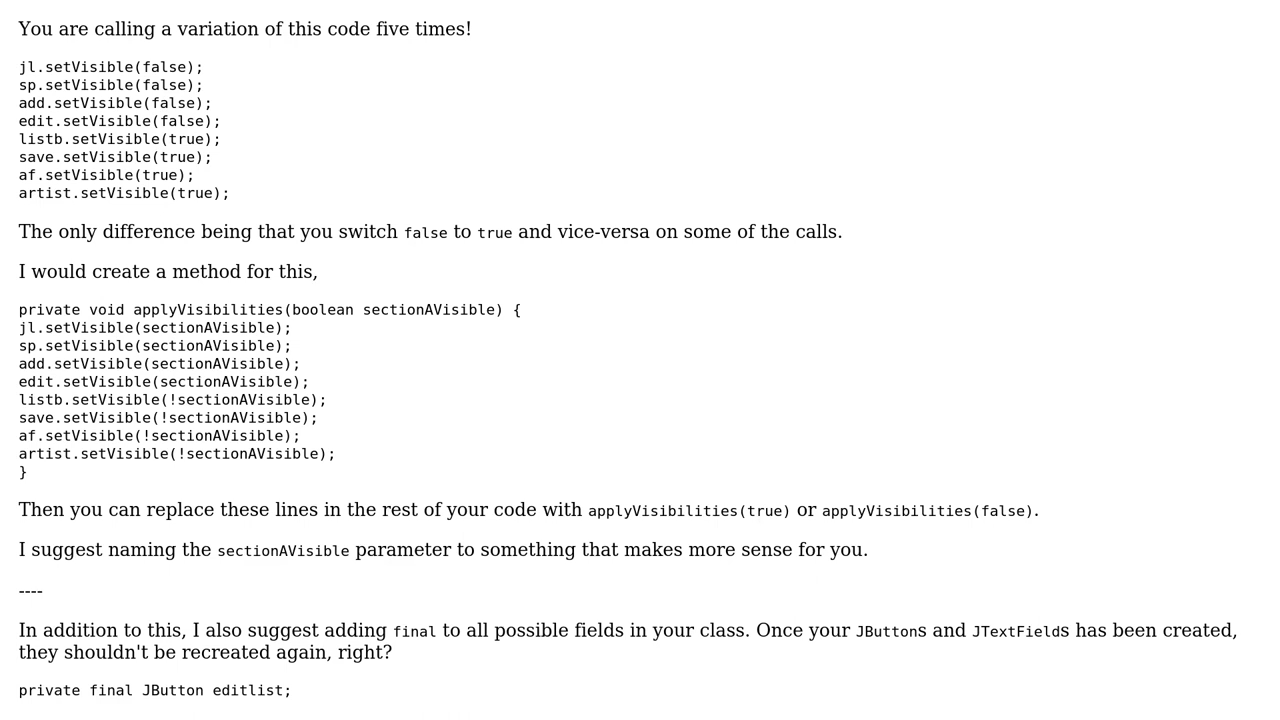 You are calling a variation of this code five times!
jl.setVisible(false);
sp.setVisible(false);
add.setVisible(false);
edit.setVisible(false);
listb.setVisible(true);
save.setVisible(true);
af.setVisible(true);
artist.setVisible(true);
The only difference being that you switch false to true and vice-versa on some of the calls.
I would create a method for this,
private void applyVisibilities(boolean sectionAVisible) {
jl.setVisible(sectionAVisible);
sp.setVisible(sectionAVisible);
add.setVisible(sectionAVisible);
edit.setVisible(sectionAVisible);
listb.setVisible(!sectionAVisible);
save.setVisible(!sectionAVisible);
af.setVisible(!sectionAVisible);
artist.setVisible(!sectionAVisible);
}
Then you can replace these lines in the rest of your code with applyVisibilities(true) or applyVisibilities(false).
I suggest naming the sectionAVisible parameter to something that makes more sense for you.
----
In addition to this, I also suggest adding final to all possible fields in your class. Once your JButtons and JTextFields has been created,
they shouldn't be recreated again, right?
private final JButton editlist;